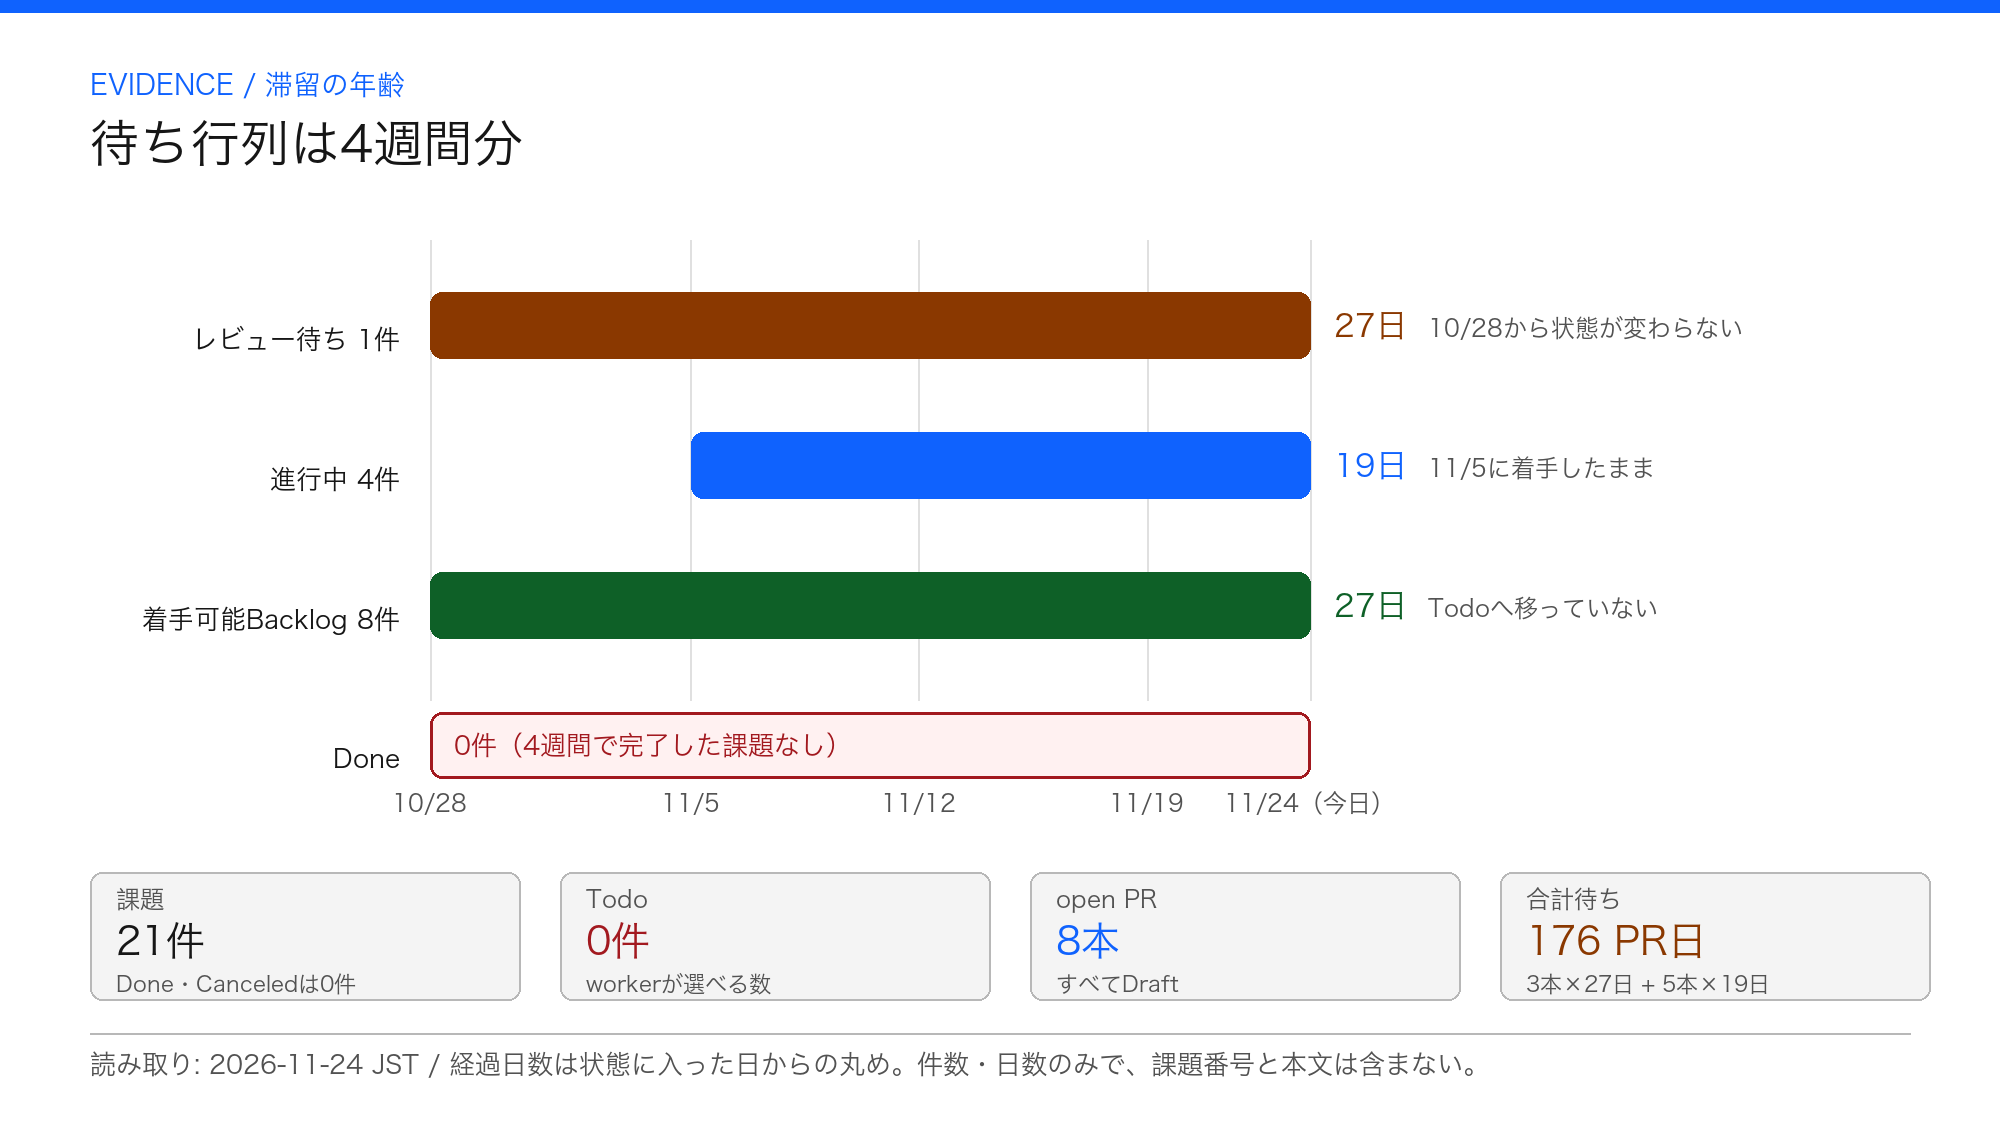 EVIDENCE / 滞留の年齢
待ち行列は4週間分
レビュー待ち 1件
27日 10/28から状態が変わらない
進行中 4件
19日 11/5に着手したまま
着手可能Backlog 8件
27日 Todoへ移っていない
Done
0件（4週間で完了した課題なし）
10/28 11/5 11/12 11/19 11/24（今日）
課題
21件
Done・Canceledは0件
Todo
0件
workerが選べる数
open PR
8本
すべてDraft
合計待ち
176 PR日
3本×27日 + 5本×19日
読み取り: 2026-11-24 JST / 経過日数は状態に入った日からの丸め。件数・日数のみで、課題番号と本文は含まない。